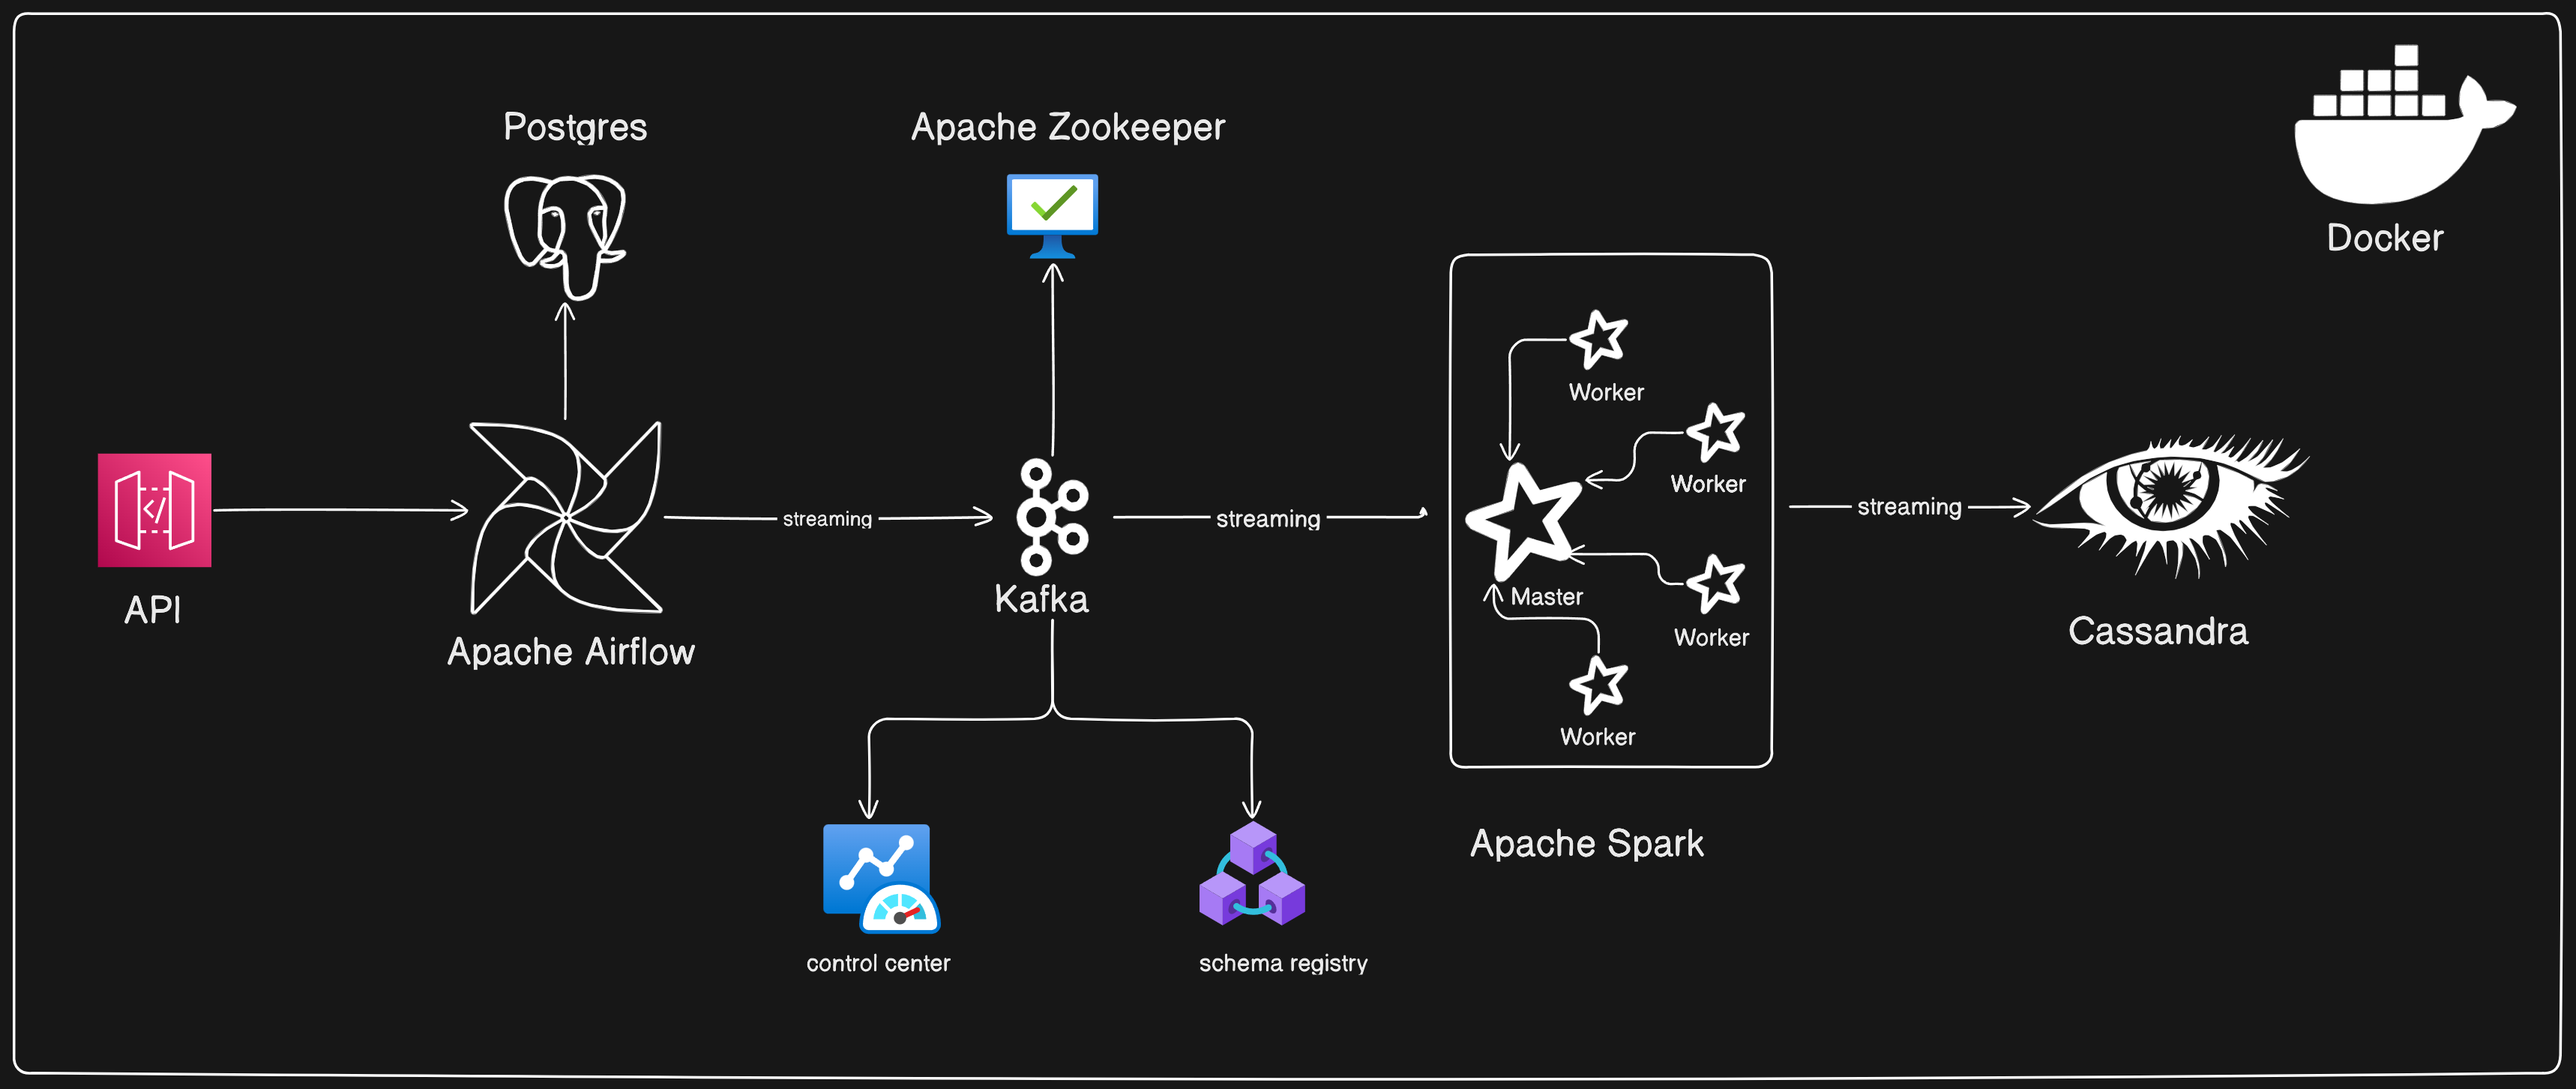 Postgres
Apache Zookeeper
Docker
Worker
Worker
API
Apache Airflow
streaming
Kafka
streaming
Master
Worker
Worker
streaming
Cassandra
Apache Spark
control center
schema registry